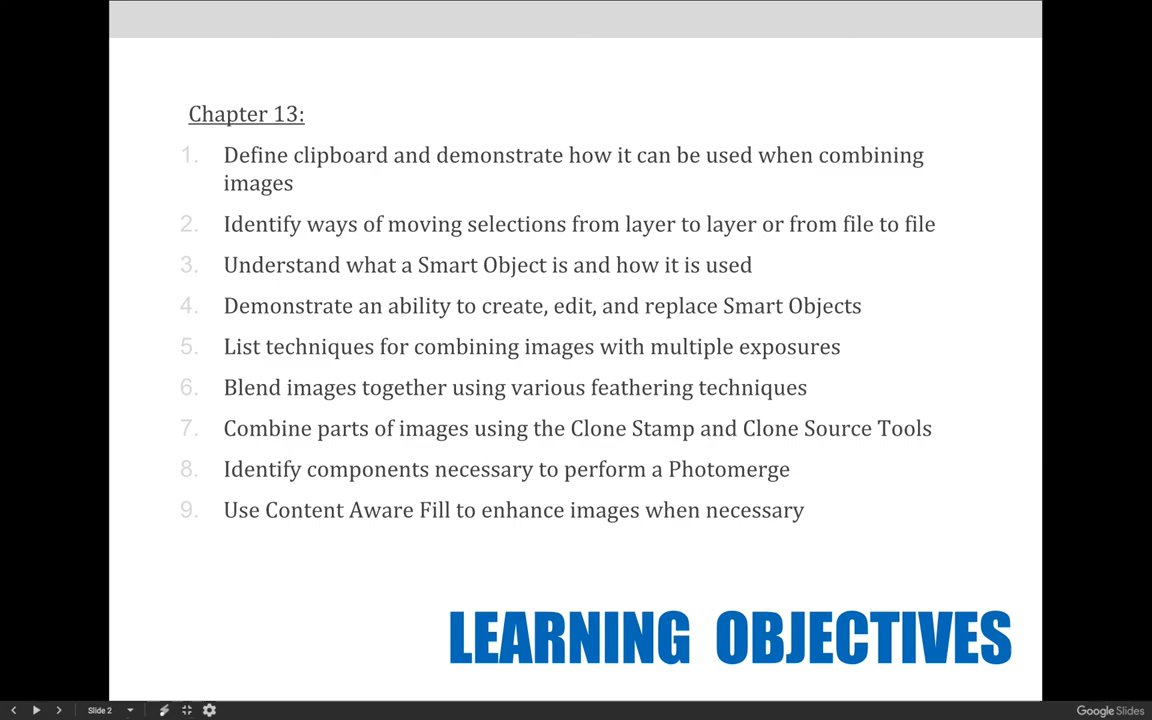 Chapter 13:
1. Define clipboard and demonstrate how it can be used when combining
images
2. Identify ways of moving selections from layer to layer or from file to file
3. Understand what a Smart Object is and how it is used
4. Demonstrate an ability to create, edit, and replace Smart Objects
5. List techniques for combining images with multiple exposures
6. Blend images together using various feathering techniques
7. Combine parts of images using the Clone Stamp and Clone Source Tools
8. Identify components necessary to perform a Photomerge
9. Use Content Aware Fill to enhance images when necessary
LEARNING OBJECTIVES
Slide 2
Google Slides